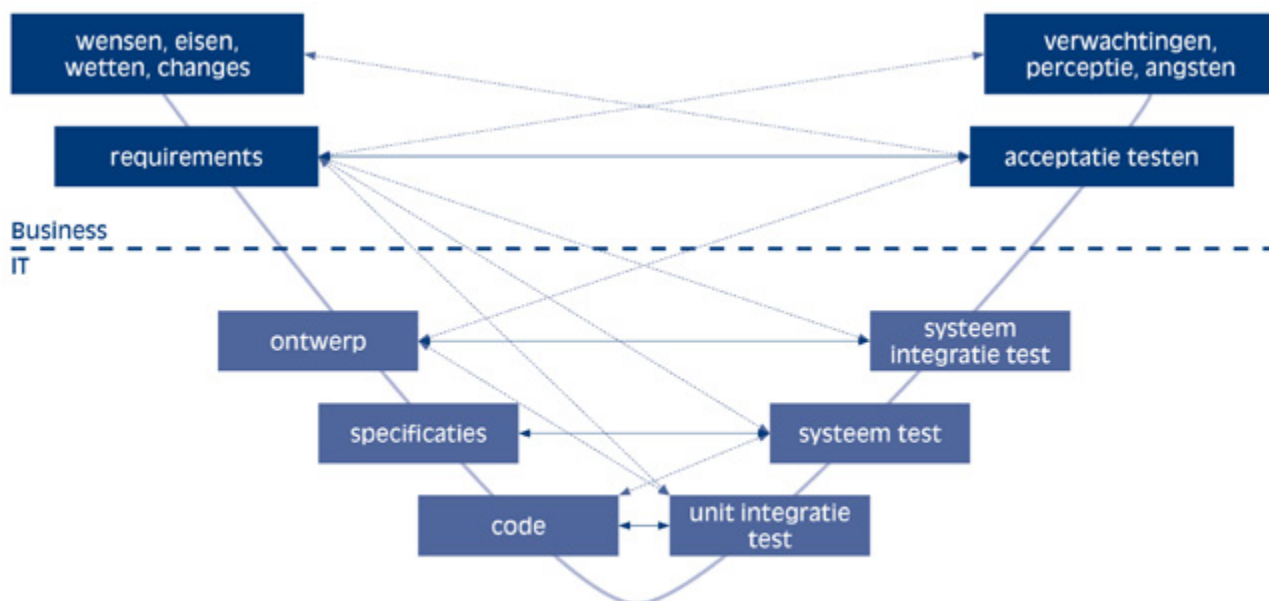 wensen, eisen,
wetten, changes
verwachtingen,
perceptie, angsten
requirements
acceptatie testen
Business
IT
ontwerp
systeem
integratie test
specificaties
systeem test
code
unit integratie
test